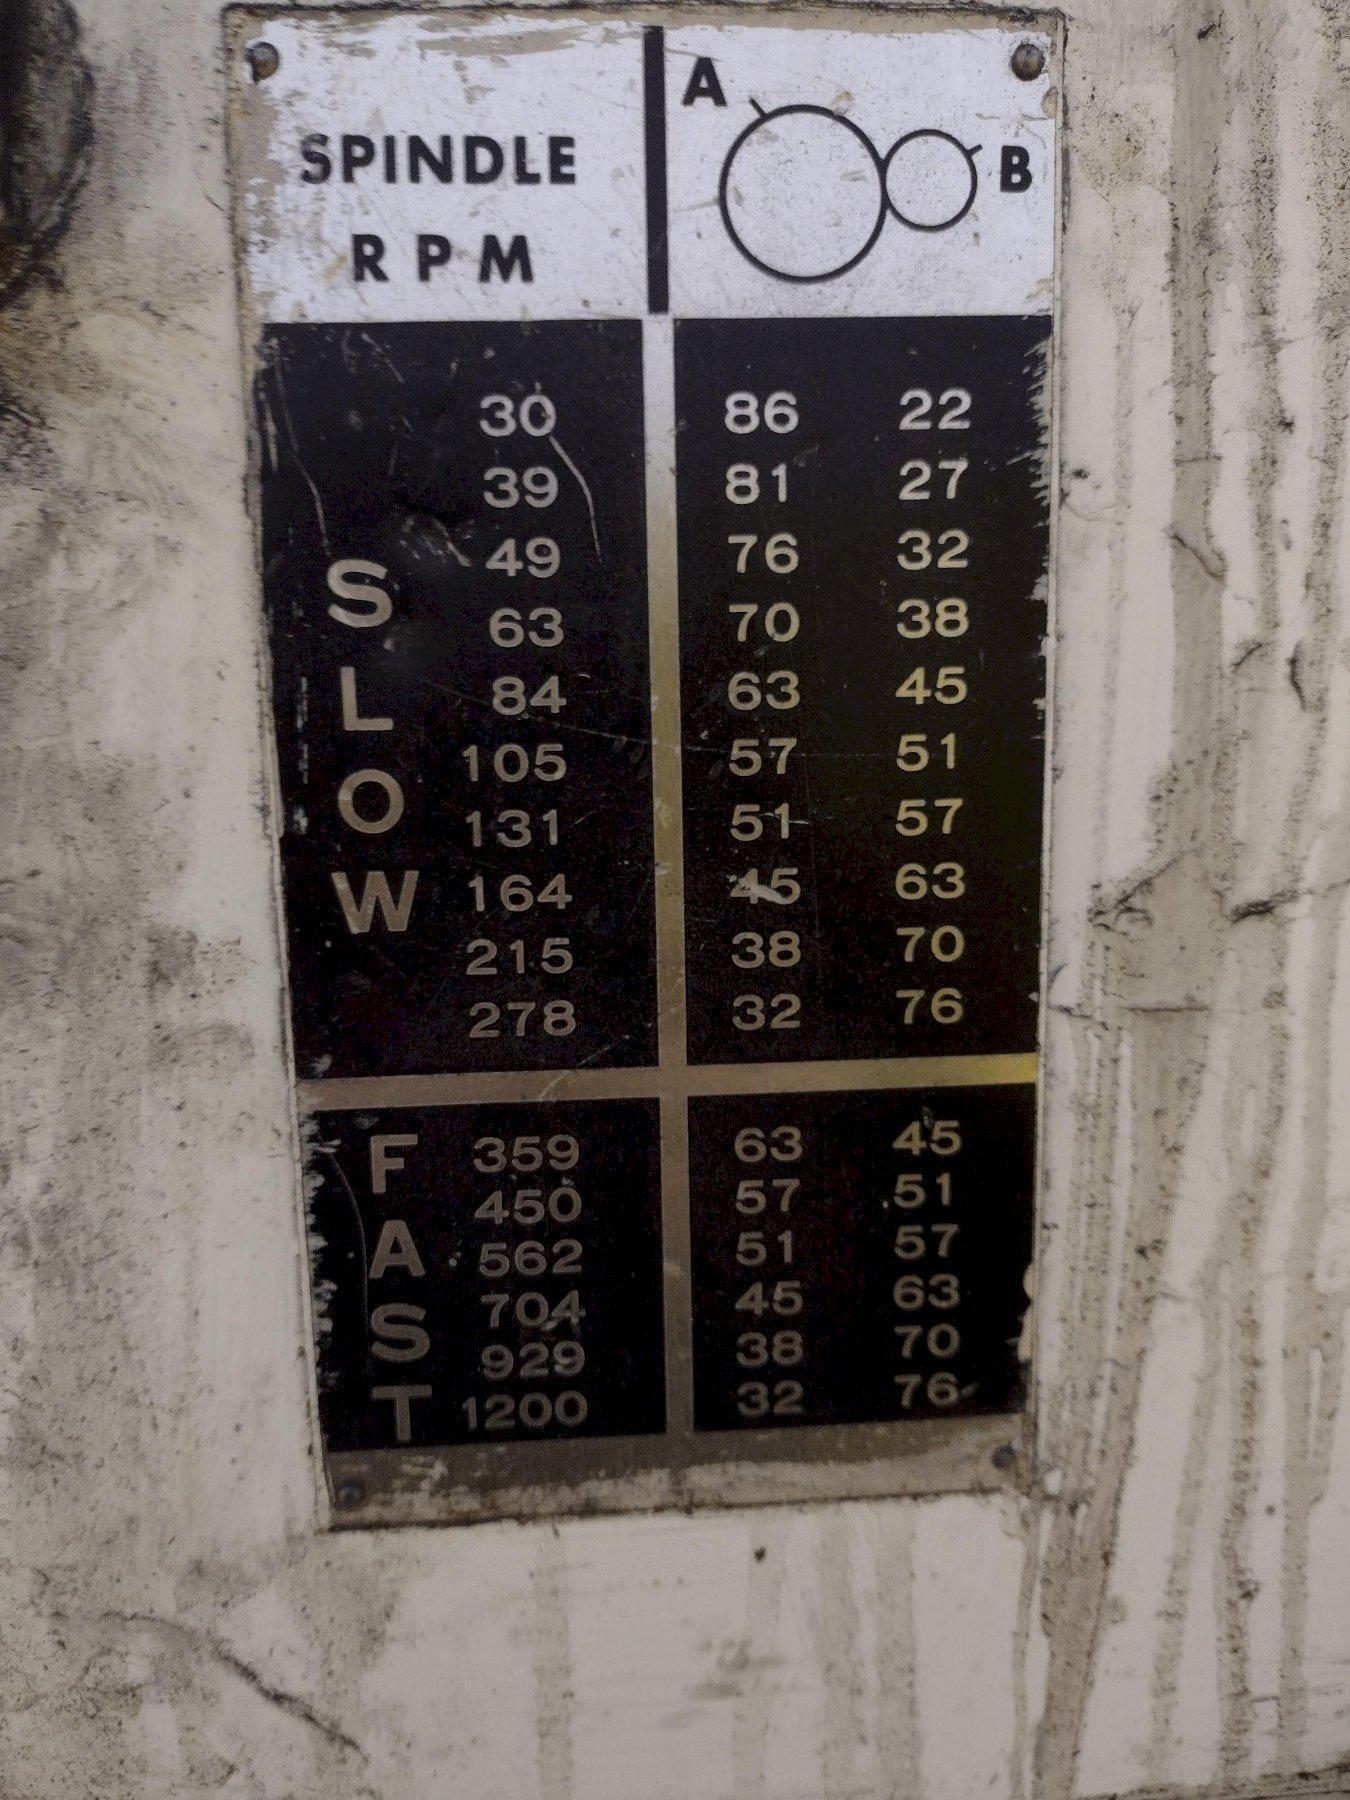 SPINDLE
RPM
A
B
SLOW
30 86 22
39 81 27
49 76 32
63 70 38
84 63 45
105 57 51
131 51 57
164 45 63
215 38 70
278 32 76
FAST
359 63 45
450 57 51
562 51 57
704 45 63
929 38 70
1200 32 76